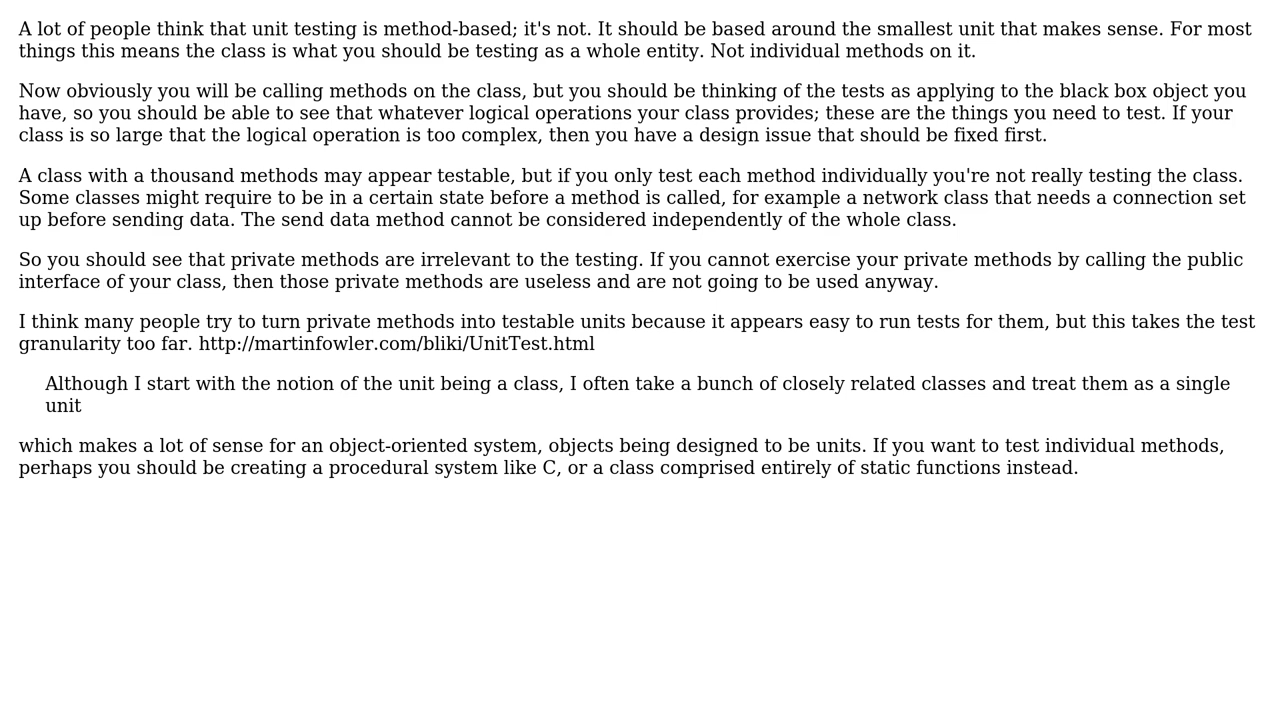 A lot of people think that unit testing is method-based; it's not. It should be based around the smallest unit that makes sense. For most
things this means the class is what you should be testing as a whole entity. Not individual methods on it.
Now obviously you will be calling methods on the class, but you should be thinking of the tests as applying to the black box object you
have, so you should be able to see that whatever logical operations your class provides; these are the things you need to test. If your
class is so large that the logical operation is too complex, then you have a design issue that should be fixed first.
A class with a thousand methods may appear testable, but if you only test each method individually you're not really testing the class.
Some classes might require to be in a certain state before a method is called, for example a network class that needs a connection set
up before sending data. The send data method cannot be considered independently of the whole class.
So you should see that private methods are irrelevant to the testing. If you cannot exercise your private methods by calling the public
interface of your class, then those private methods are useless and are not going to be used anyway.
I think many people try to turn private methods into testable units because it appears easy to run tests for them, but this takes the test
granularity too far. http://martinfowler.com/bliki/UnitTest.html
Although I start with the notion of the unit being a class, I often take a bunch of closely related classes and treat them as a single
unit
which makes a lot of sense for an object-oriented system, objects being designed to be units. If you want to test individual methods,
perhaps you should be creating a procedural system like C, or a class comprised entirely of static functions instead.